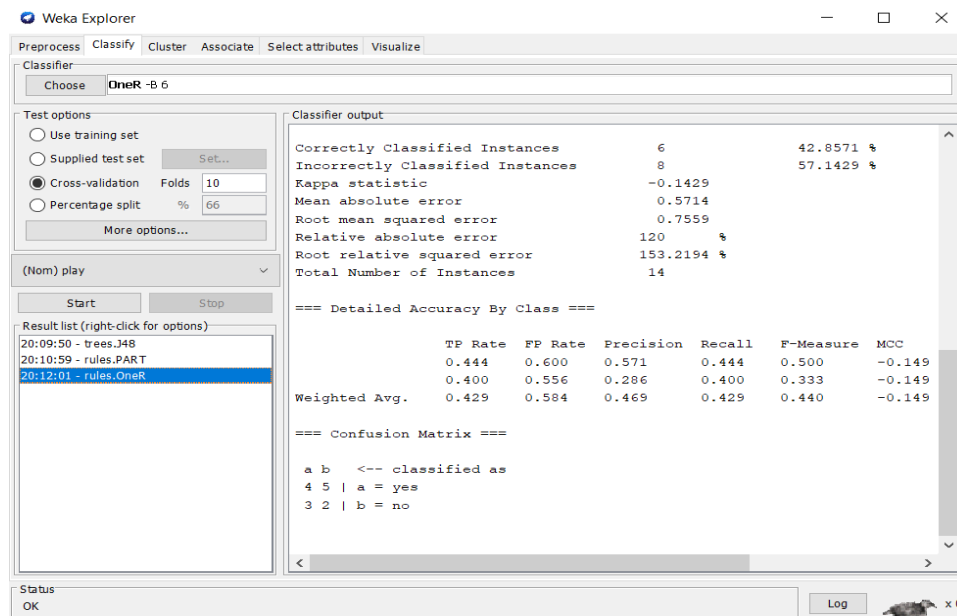 Weka Explorer
Preprocess Classify Cluster Associate Select attributes Visualize
Classifier
Choose OneR -B 6
Test options
Use training set
Supplied test set Set...
Cross-validation Folds 10
Percentage split % 66
More options...
(Nom) play
Start Stop
Result list (right-click for options)
20:09:50 - trees.J48
20:10:59 - rules.PART
20:12:01 - rules.OneR
Classifier output
Correctly Classified Instances 6 42.8571 %
Incorrectly Classified Instances 8 57.1429 %
Kappa statistic -0.1429
Mean absolute error 0.5714
Root mean squared error 0.7559
Relative absolute error 120 %
Root relative squared error 153.2194 %
Total Number of Instances 14
=== Detailed Accuracy By Class ===
TP Rate FP Rate Precision Recall F-Measure MCC
0.444 0.600 0.571 0.444 0.500 -0.149
0.400 0.556 0.286 0.400 0.333 -0.149
Weighted Avg. 0.429 0.584 0.469 0.429 0.440 -0.149
=== Confusion Matrix ===
a b <-- classified as
4 5 | a = yes
3 2 | b = no
Status
OK
Log
x